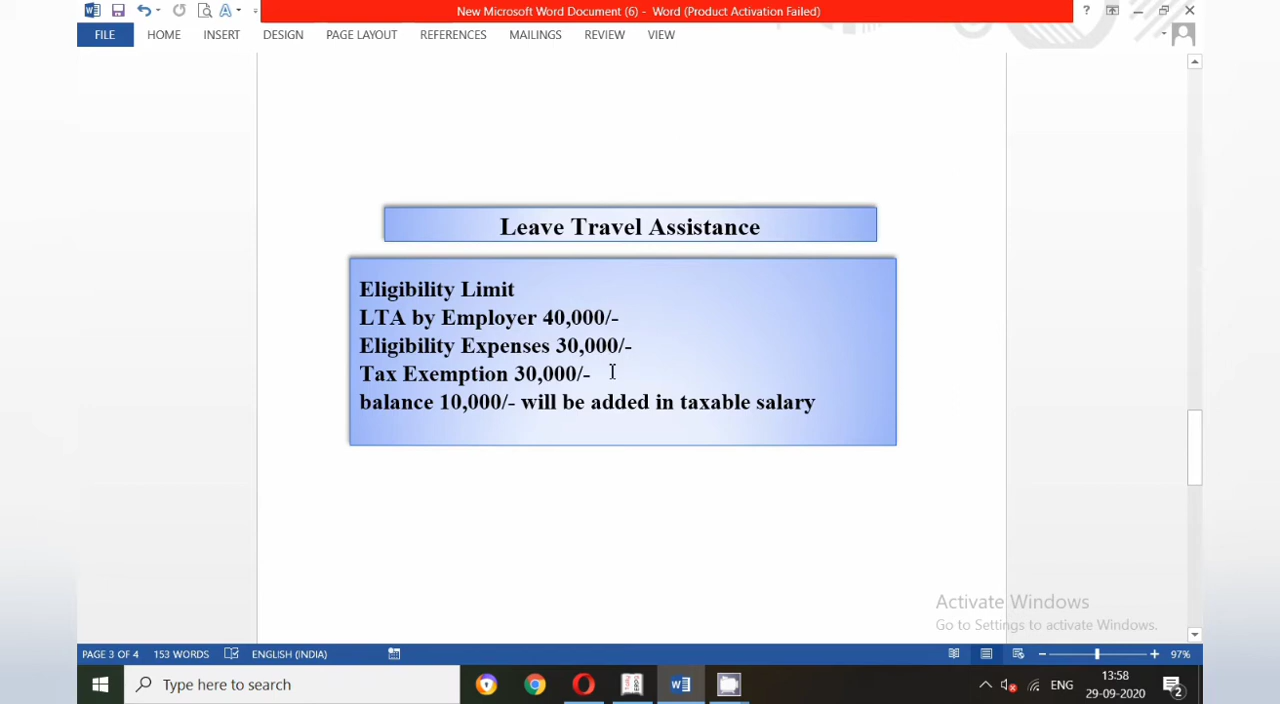 New Microsoft Word Document (6) - Word (Product Activation Failed)
FILE HOME INSERT DESIGN PAGE LAYOUT REFERENCES MAILINGS REVIEW VIEW
Leave Travel Assistance
Eligibility Limit
LTA by Employer 40,000/-
Eligibility Expenses 30,000/-
Tax Exemption 30,000/-
balance 10,000/- will be added in taxable salary
Activate Windows
Go to Settings to activate Windows.
PAGE 3 OF 4 153 WORDS ENGLISH (INDIA) 97%
Type here to search
ENG
13:58
29-09-2020
2